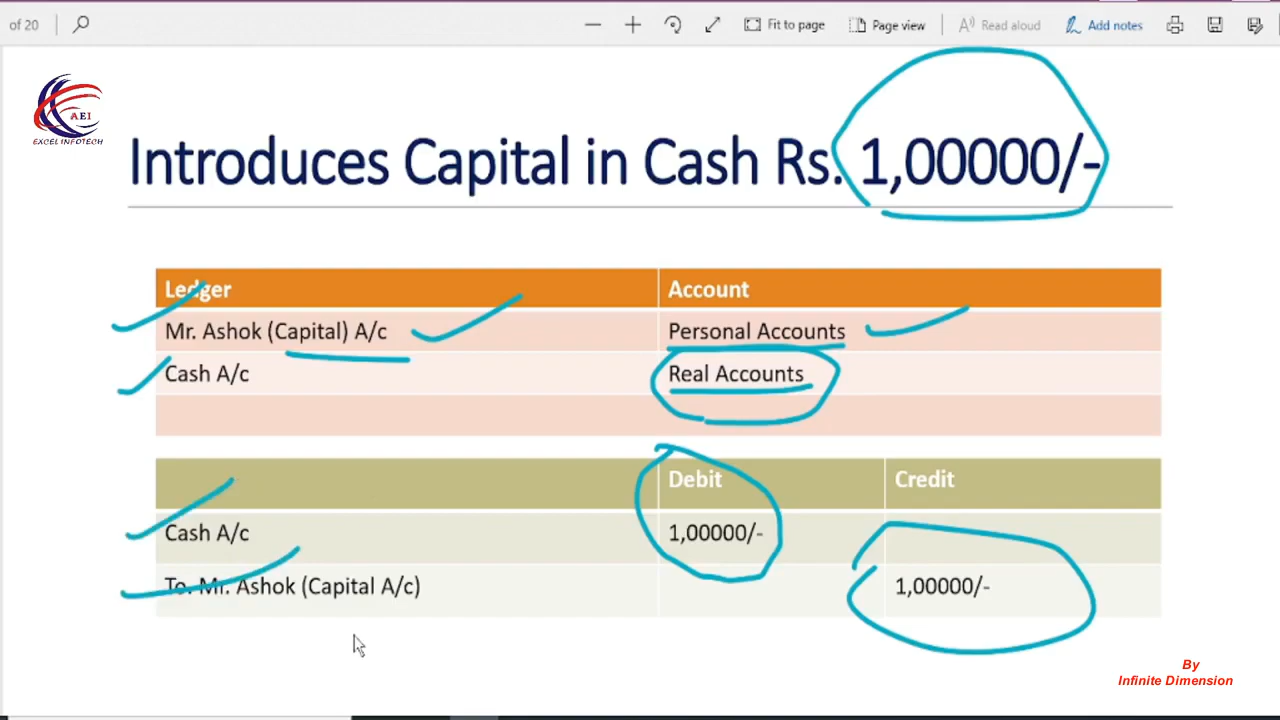 of 20
Fit to page
Page view
Read aloud
Add notes
AEI
EXCEL INFOTECH
Introduces Capital in Cash Rs. 1,00000/-
Ledger Account
Mr. Ashok (Capital) A/c Personal Accounts
Cash A/c Real Accounts
Debit Credit
Cash A/c 1,00000/-
To. Mr. Ashok (Capital A/c) 1,00000/-
By
Infinite Dimension